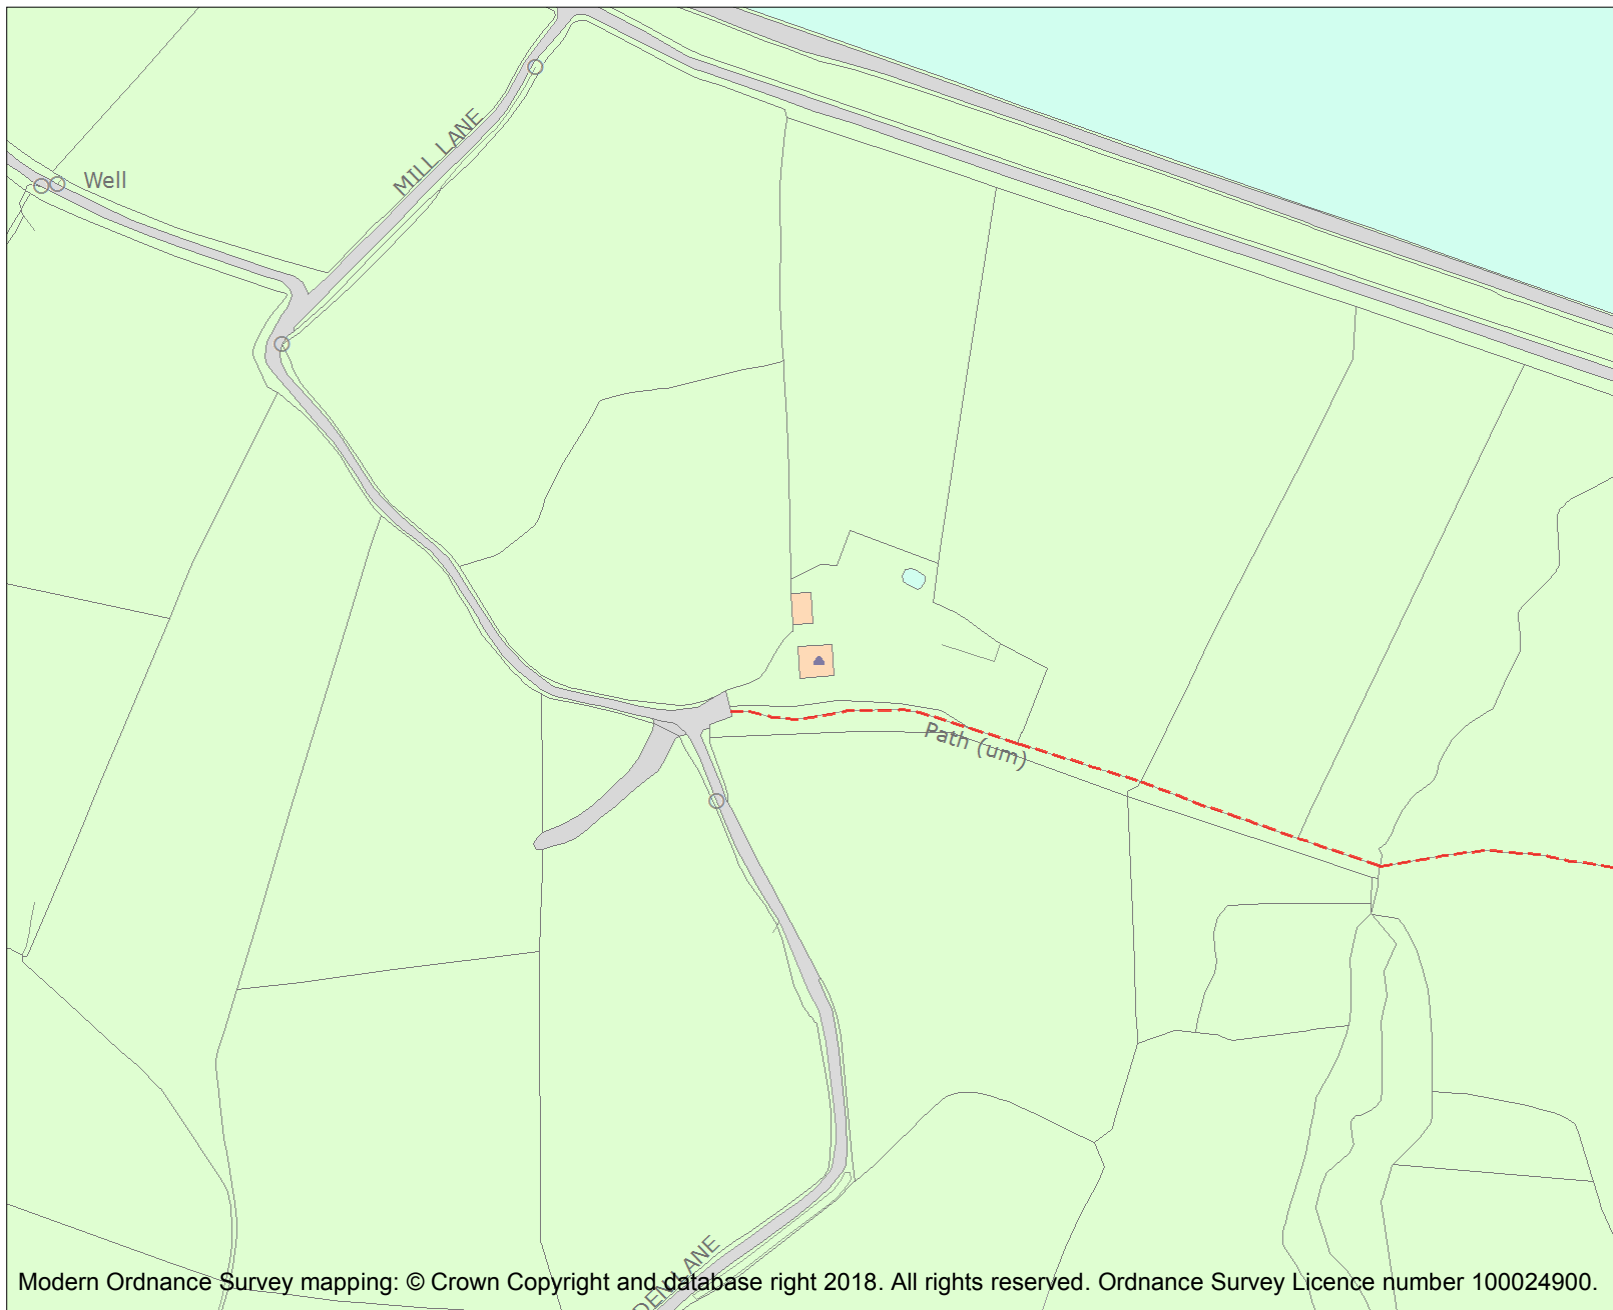 MILL LANE
Well
Path (um)
Modern Ordnance Survey mapping: © Crown Copyright and database right 2018. All rights reserved. Ordnance Survey Licence number 100024900.